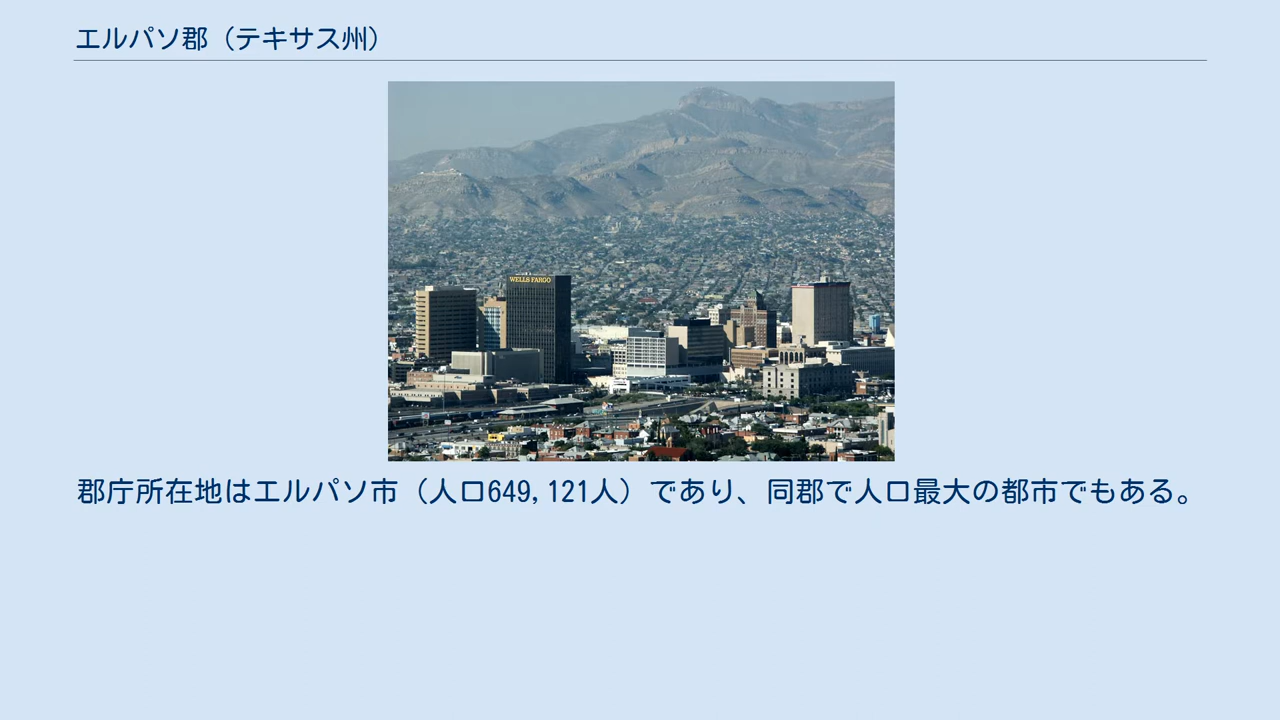 エルパソ郡（テキサス州）
WELLS FARGO
郡庁所在地はエルパソ市（人口649,121人）であり、同郡で人口最大の都市でもある。